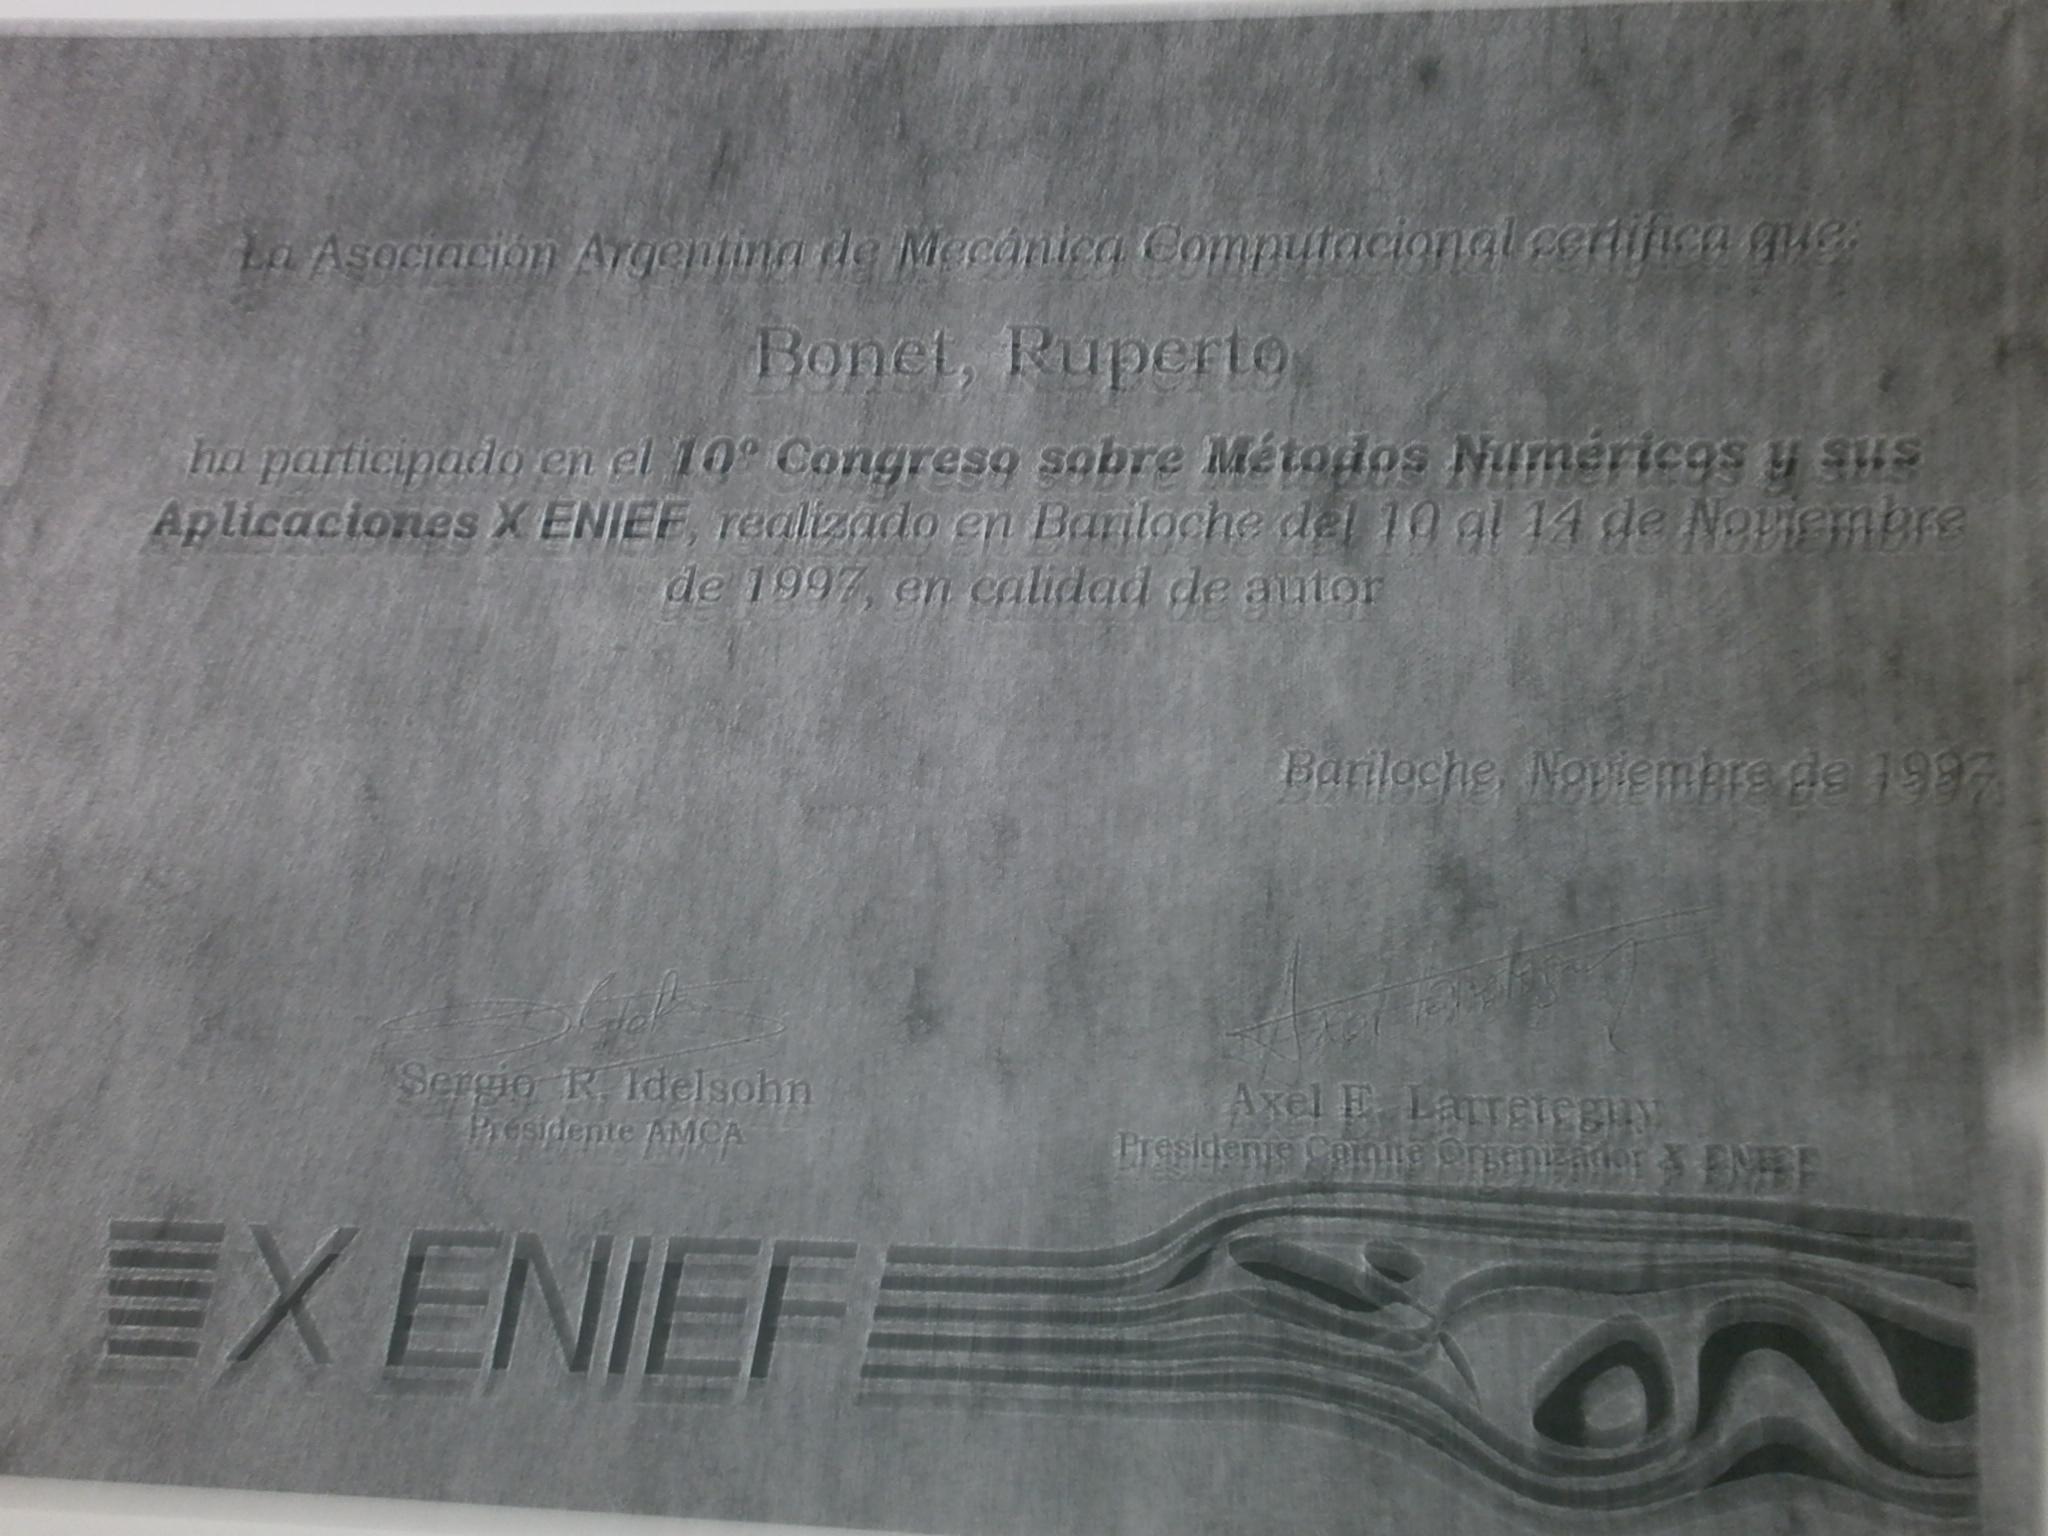 La Asociación Argentina de Mecánica Computacional certifica que:
Bonet, Ruperto
ha participado en el 10º Congreso sobre Métodos Numéricos y sus
Aplicaciones X ENIEF, realizado en Bariloche del 10 al 14 de Noviembre
de 1997, en calidad de autor
Bariloche, Noviembre de 1997.
Axel Larreteguy
Sergio R. Idelsohn
Presidente AMCA
Axel E. Larreteguy
Presidente Comité Organizador X ENIEF
X ENIEF